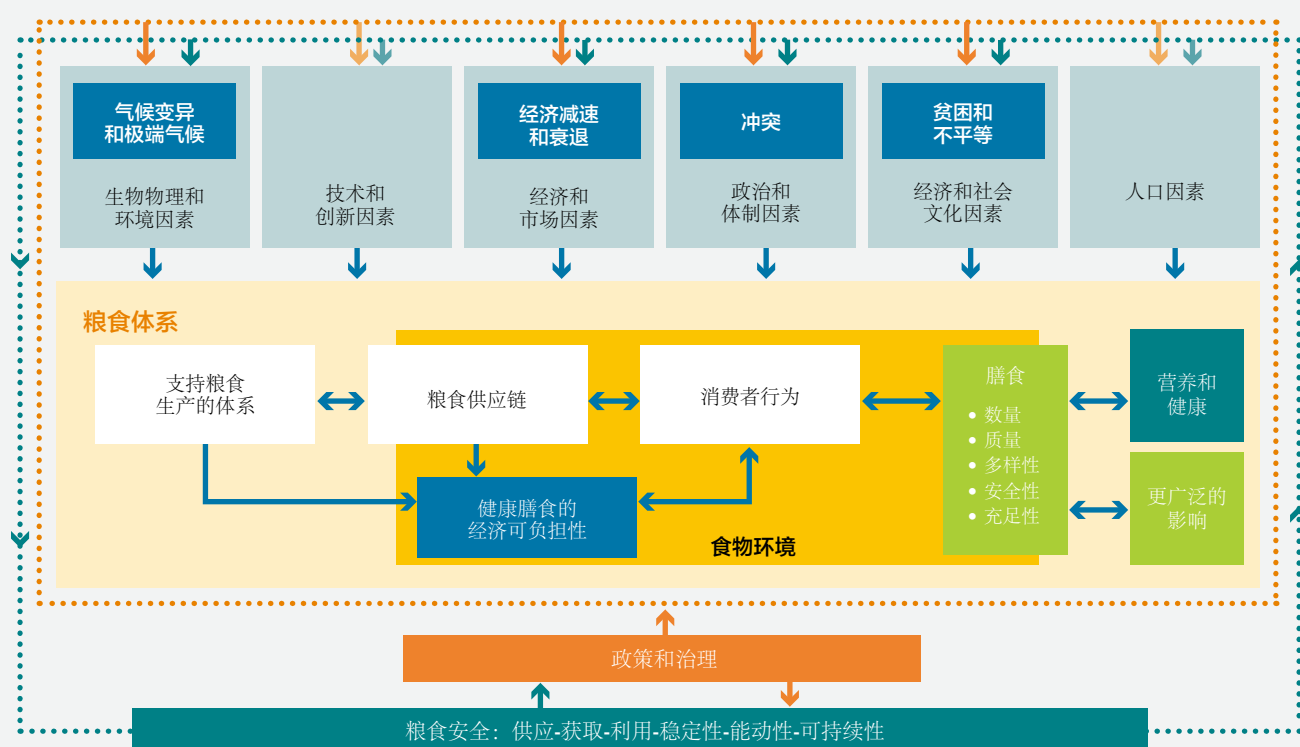 气候变异
和极端气候
经济减速
和衰退
冲突
贫困和
不平等
生物物理和
环境因素
技术和
创新因素
经济和
市场因素
政治和
体制因素
经济和社会
文化因素
人口因素
粮食体系
支持粮食
生产的体系
粮食供应链
消费者行为
膳食
• 数量
• 质量
• 多样性
• 安全性
• 充足性
营养和
健康
更广泛的
影响
健康膳食的
经济可负担性
食物环境
政策和治理
粮食安全：供应-获取-利用-稳定性-能动性-可持续性